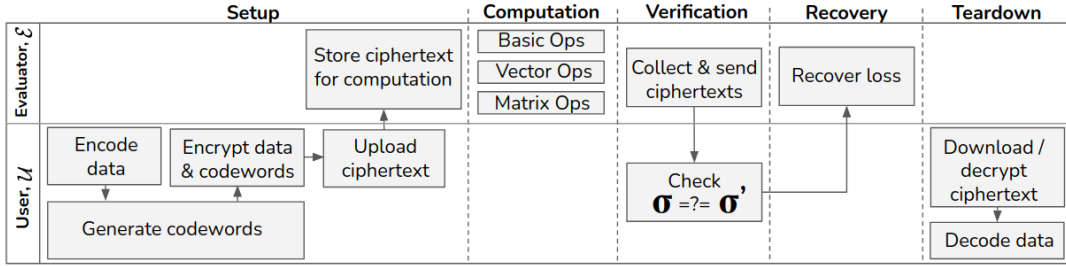 Setup
Computation
Verification
Recovery
Teardown
Evaluator, ℰ
Store ciphertext
for computation
Basic Ops
Vector Ops
Matrix Ops
Collect & send
ciphertexts
Recover loss
User, 𝒰
Encode
data
Encrypt data
& codewords
Upload
ciphertext
Generate codewords
Check
σ =?= σ’
Download /
decrypt
ciphertext
Decode data